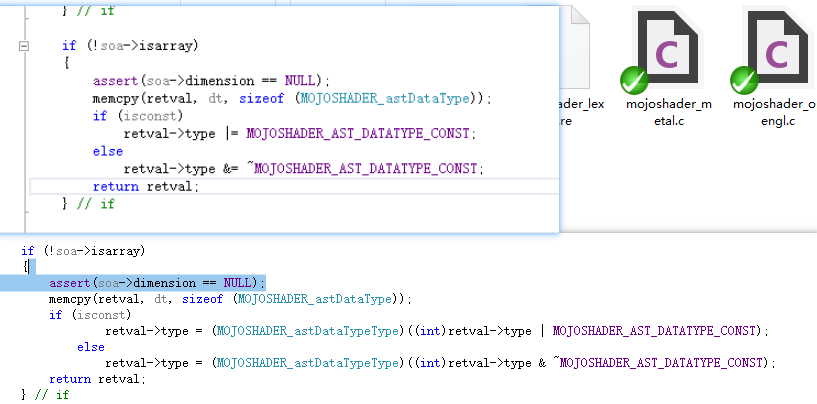 } // if
if (!soa->isarray)
{
assert(soa->dimension == NULL);
memcpy(retval, dt, sizeof (MOJOSHADER_astDataType));
if (isconst)
retval->type |= MOJOSHADER_AST_DATATYPE_CONST;
else
retval->type &= ~MOJOSHADER_AST_DATATYPE_CONST;
return retval;
} // if
ader_lex
re
C
mojoshader_m
etal.c
C
mojoshader_o
engl.c
if (!soa->isarray)
{
assert(soa->dimension == NULL);
memcpy(retval, dt, sizeof (MOJOSHADER_astDataType));
if (isconst)
retval->type = (MOJOSHADER_astDataTypeType)((int)retval->type | MOJOSHADER_AST_DATATYPE_CONST);
else
retval->type = (MOJOSHADER_astDataTypeType)((int)retval->type & ~MOJOSHADER_AST_DATATYPE_CONST);
return retval;
} // if